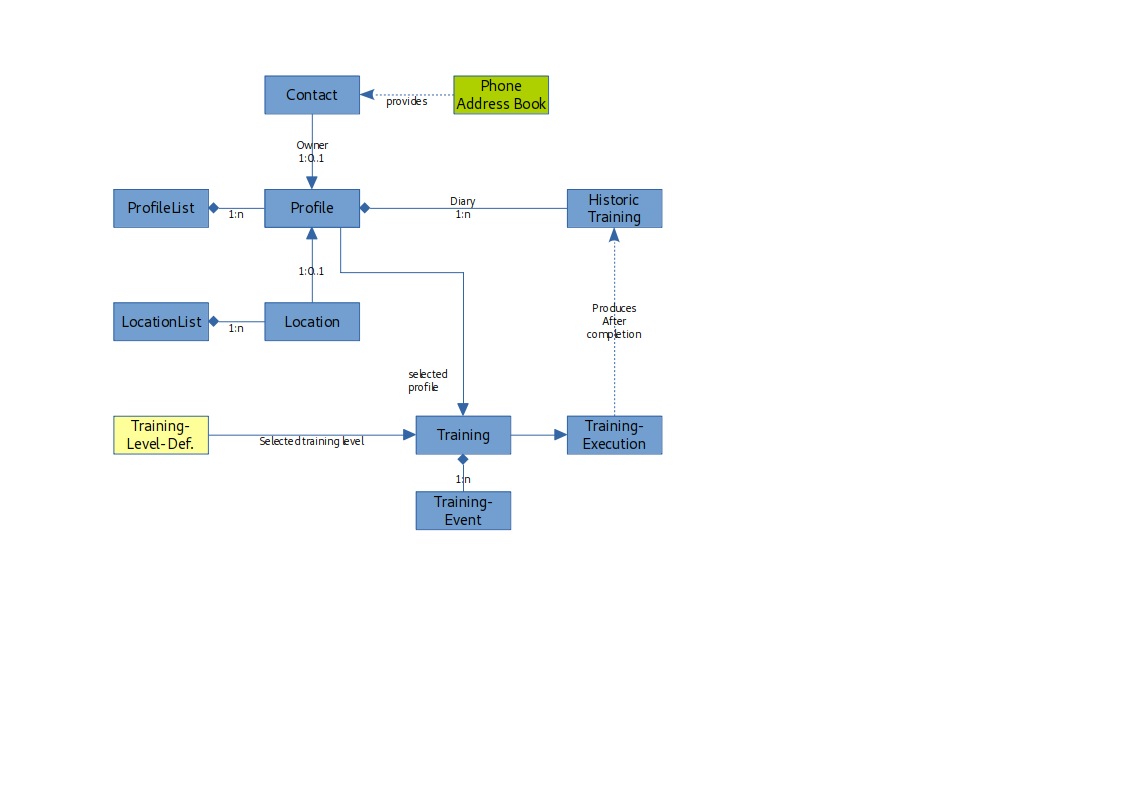 Contact
Phone
Address Book
provides
Owner
1:0..1
ProfileList
1:n
Profile
Diary
1:n
Historic
Training
1:0..1
LocationList
1:n
Location
Produces
After
completion
selected
profile
Training-
Level-Def.
Selected training level
Training
Training-
Execution
1:n
Training-
Event